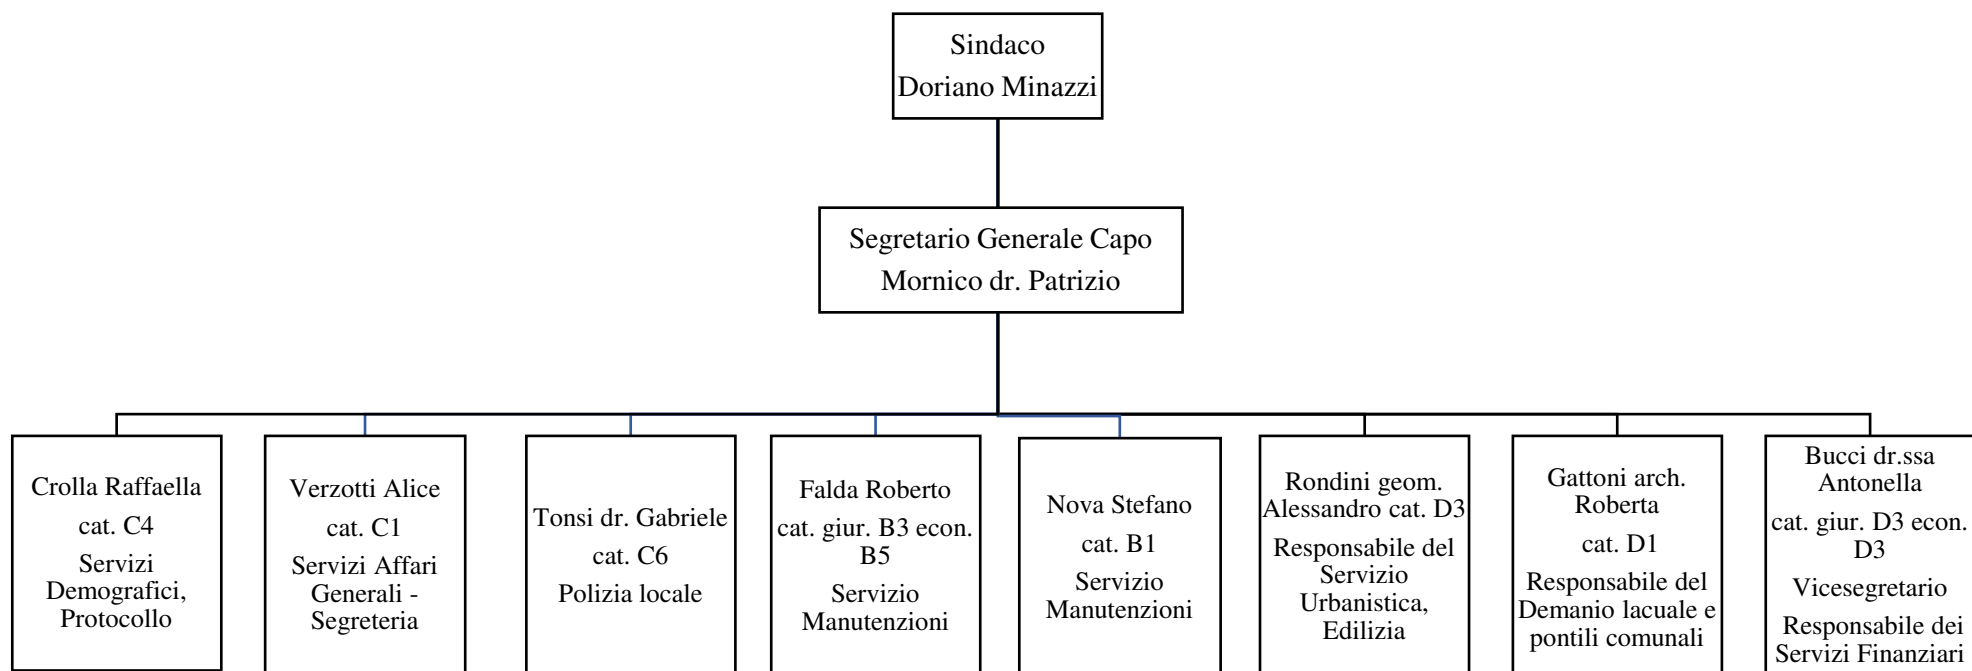 Sindaco
Doriano Minazzi
Segretario Generale Capo
Mornico dr. Patrizio
Crolla Raffaella
cat. C4
Servizi
Demografici,
Protocollo
Verzotti Alice
cat. C1
Servizi Affari
Generali -
Segreteria
Tonsi dr. Gabriele
cat. C6
Polizia locale
Falda Roberto
cat. giur. B3 econ.
B5
Servizio
Manutenzioni
Nova Stefano
cat. B1
Servizio
Manutenzioni
Rondini geom.
Alessandro cat. D3
Responsabile del
Servizio
Urbanistica,
Edilizia
Gattoni arch.
Roberta
cat. D1
Responsabile del
Demanio lacuale e
pontili comunali
Bucci dr.ssa
Antonella
cat. giur. D3 econ.
D3
Vicesegretario
Responsabile dei
Servizi Finanziari